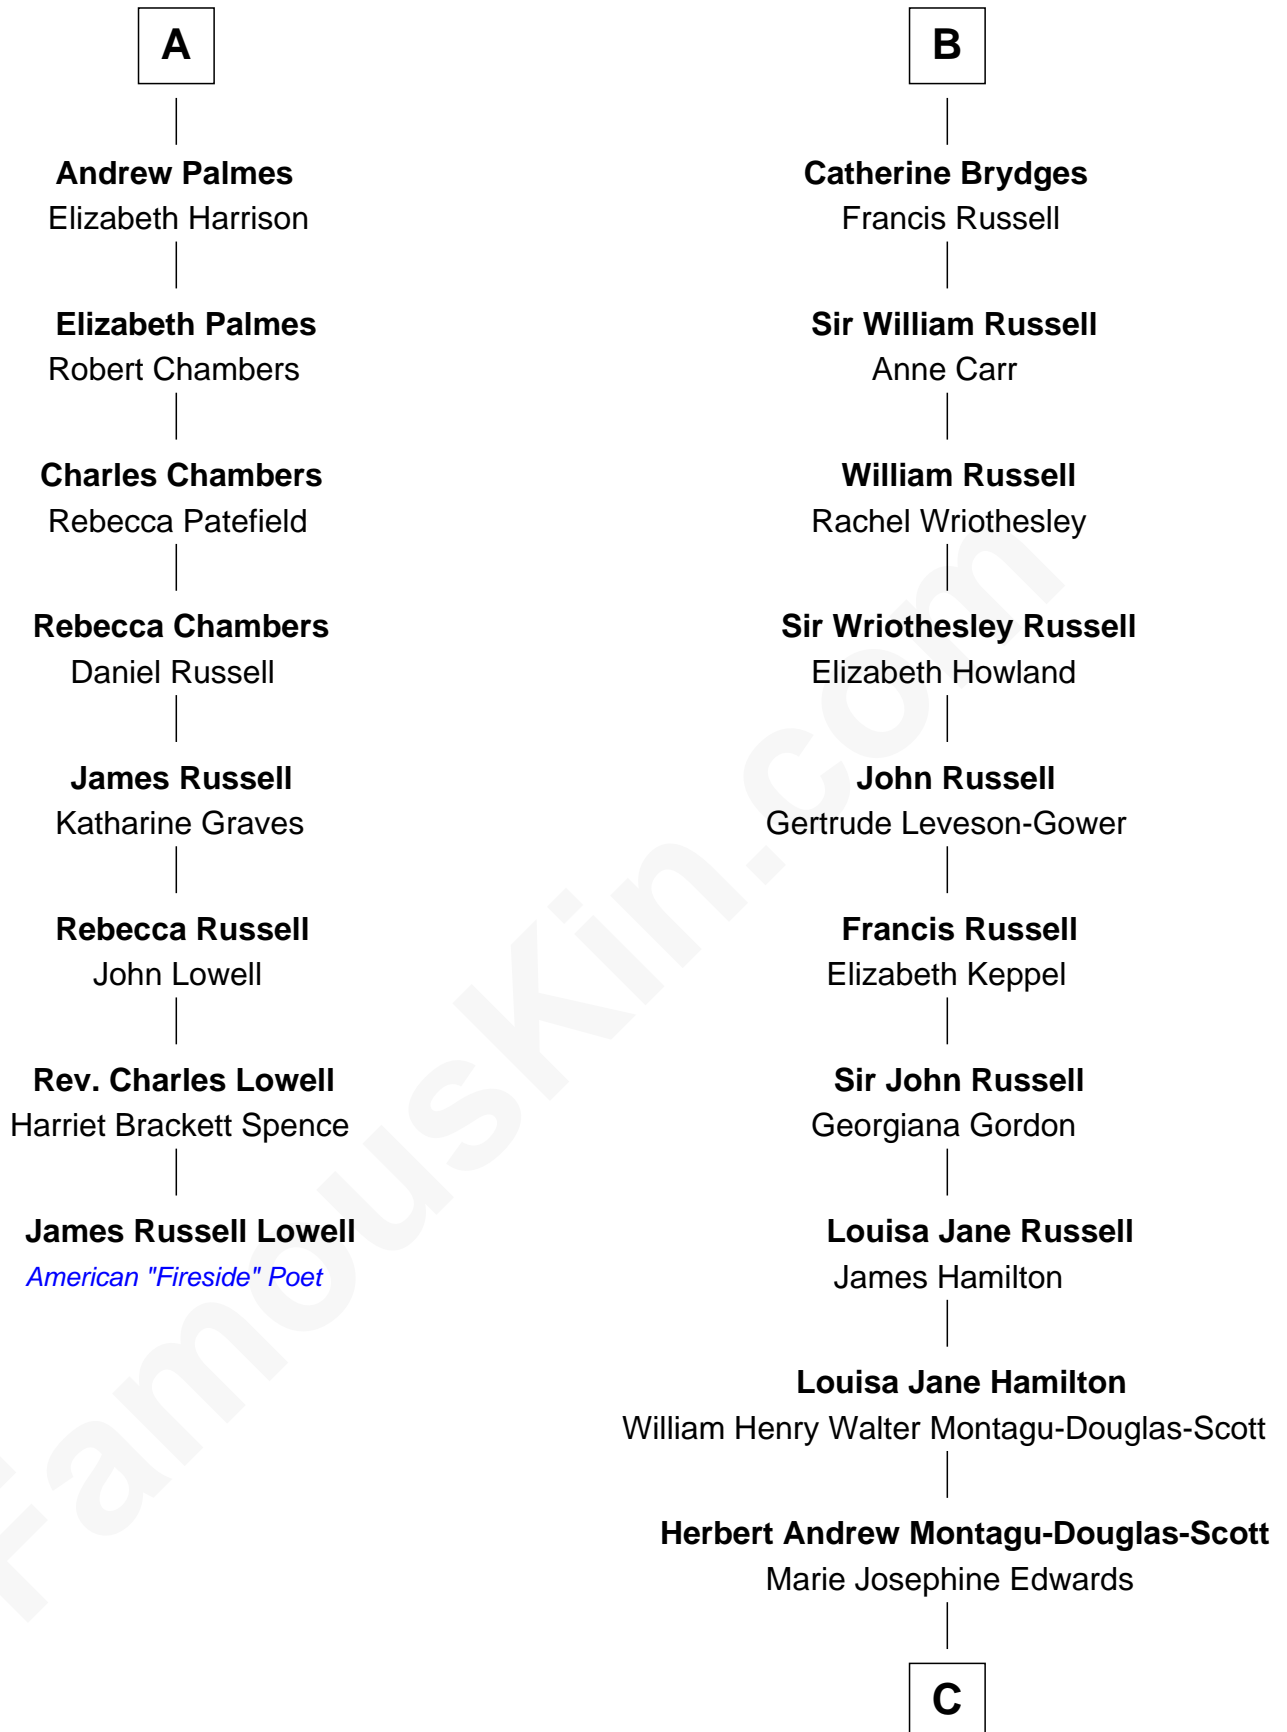 A
Andrew Palmes
Elizabeth Harrison
Elizabeth Palmes
Robert Chambers
Charles Chambers
Rebecca Patefield
Rebecca Chambers
Daniel Russell
James Russell
Katharine Graves
Rebecca Russell
John Lowell
Rev. Charles Lowell
Harriet Brackett Spence
James Russell Lowell
American "Fireside" Poet
B
Catherine Brydges
Francis Russell
Sir William Russell
Anne Carr
William Russell
Rachel Wriothesley
Sir Wriothesley Russell
Elizabeth Howland
John Russell
Gertrude Leveson-Gower
Francis Russell
Elizabeth Keppel
Sir John Russell
Georgiana Gordon
Louisa Jane Russell
James Hamilton
Louisa Jane Hamilton
William Henry Walter Montagu-Douglas-Scott
Herbert Andrew Montagu-Douglas-Scott
Marie Josephine Edwards
C
FamousKin.com